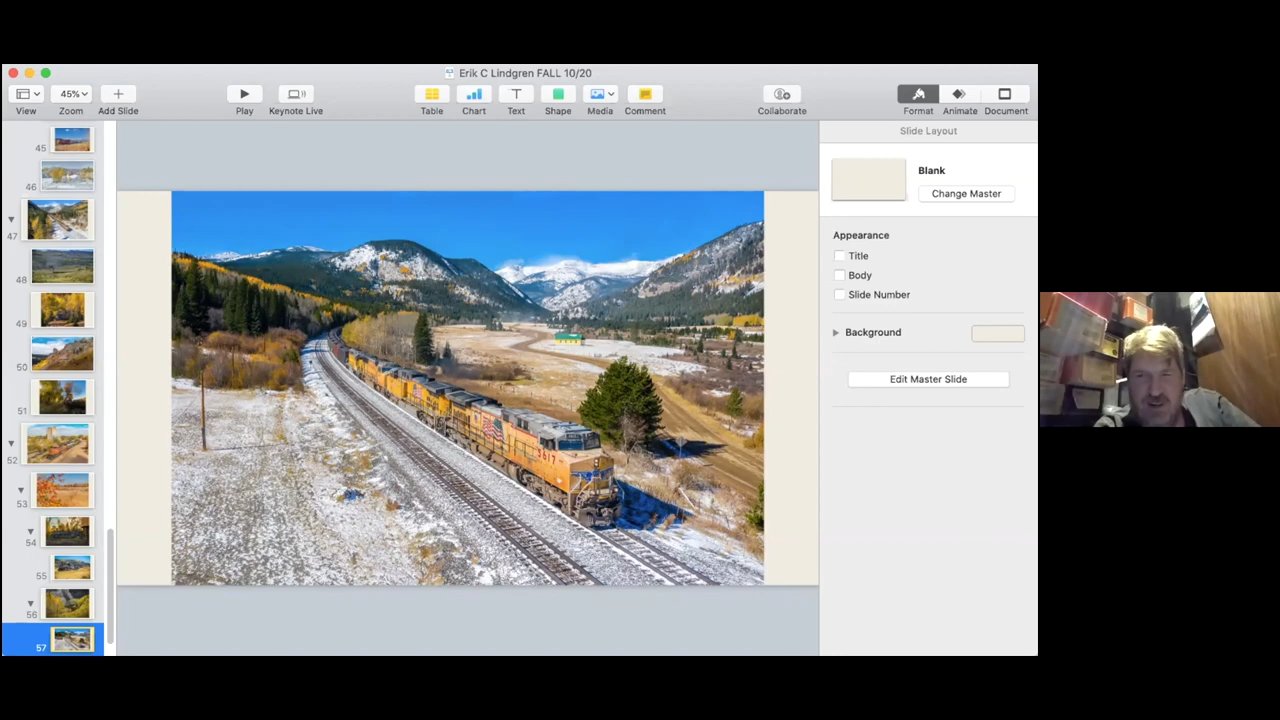 Erik C Lindgren FALL 10/20
45%
View Zoom Add Slide Play Keynote Live Table Chart Text Shape Media Comment Collaborate Format Animate Document
Slide Layout
Blank
Change Master
Appearance
Title
Body
Slide Number
Background
Edit Master Slide
45
46
47
48
49
50
51
52
53
54
55
56
57
5617